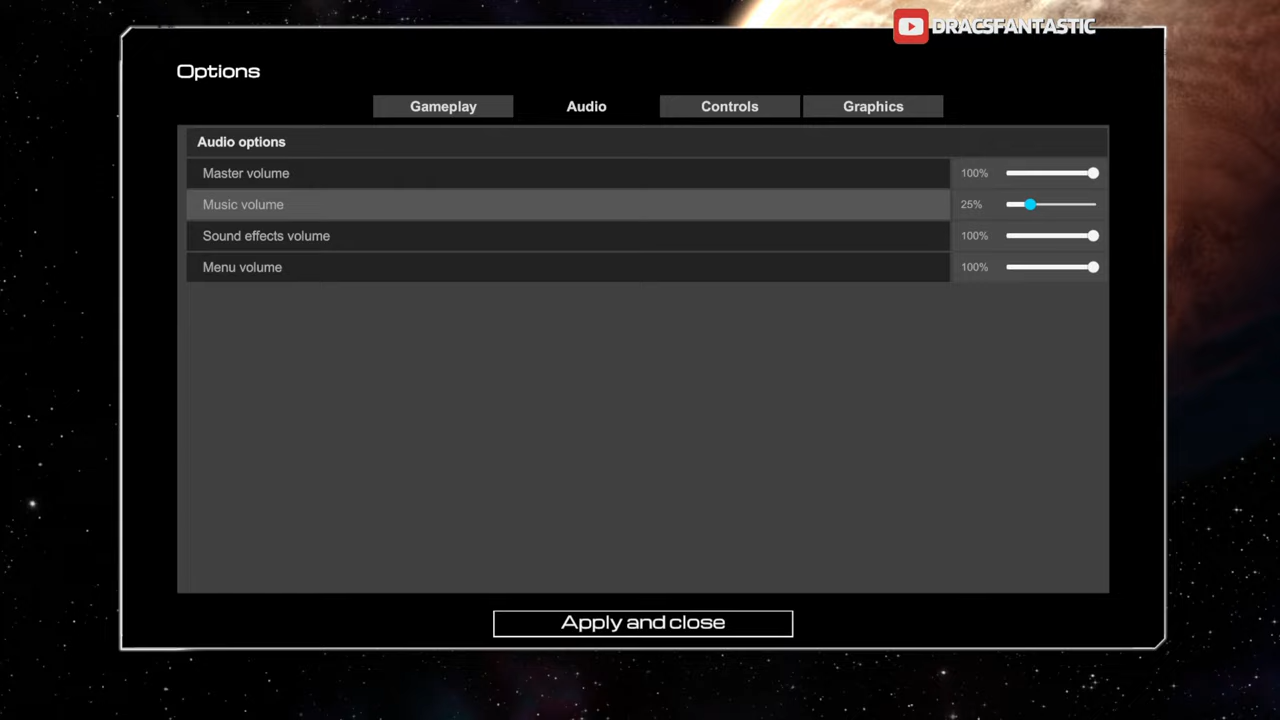 DRACSFANTASTIC
Options
Gameplay Audio Controls Graphics
Audio options
Master volume 100%
Music volume 25%
Sound effects volume 100%
Menu volume 100%
Apply and close